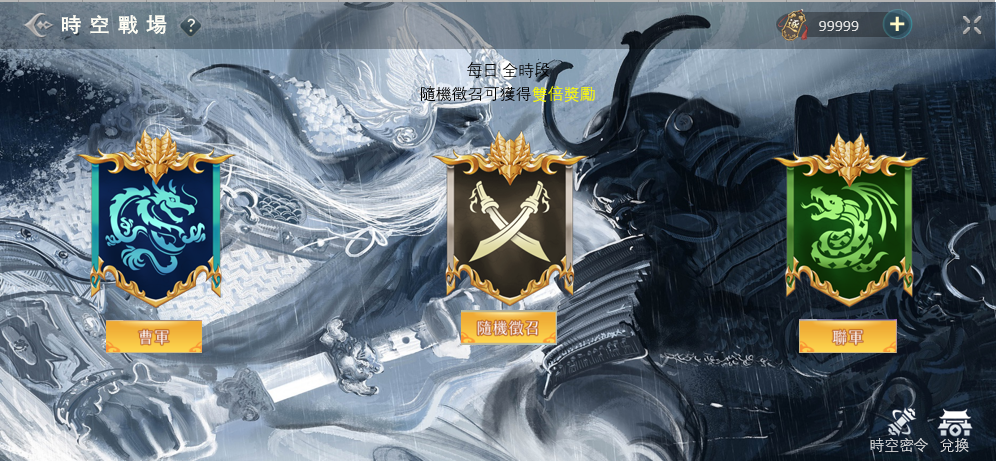 時空戰場
?
極
99999
+
每日 全時段
隨機徵召可獲得雙倍獎勵
曹軍
隨機徵召
聯軍
時空密令
兌換